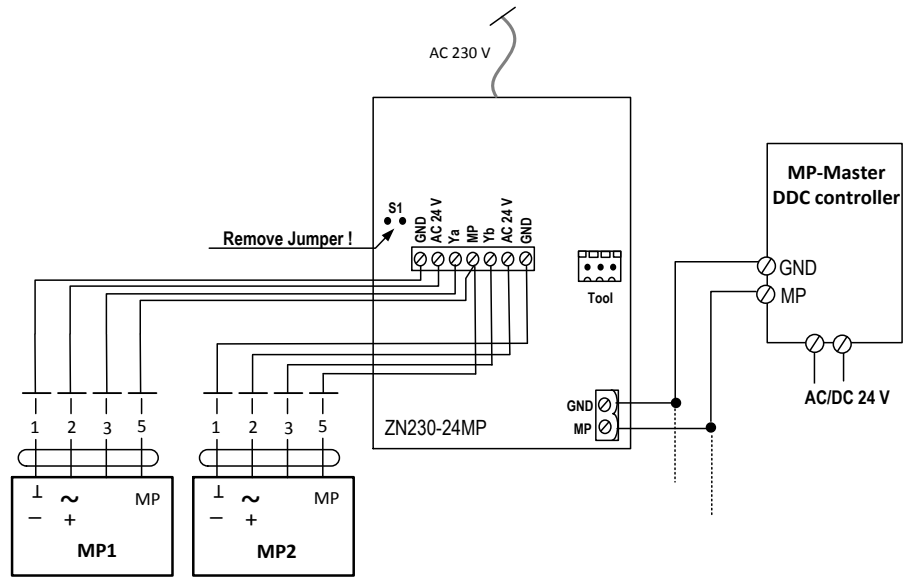 AC 230 V
MP-Master
DDC controller
S1
GND
AC 24 V
Ya
MP
Yb
AC 24 V
GND
Remove Jumper !
Tool
GND
MP
AC/DC 24 V
GND
MP
ZN230-24MP
1 2 3 5
1 2 3 5
⊥ ~ MP
– +
MP1
⊥ ~ MP
– +
MP2